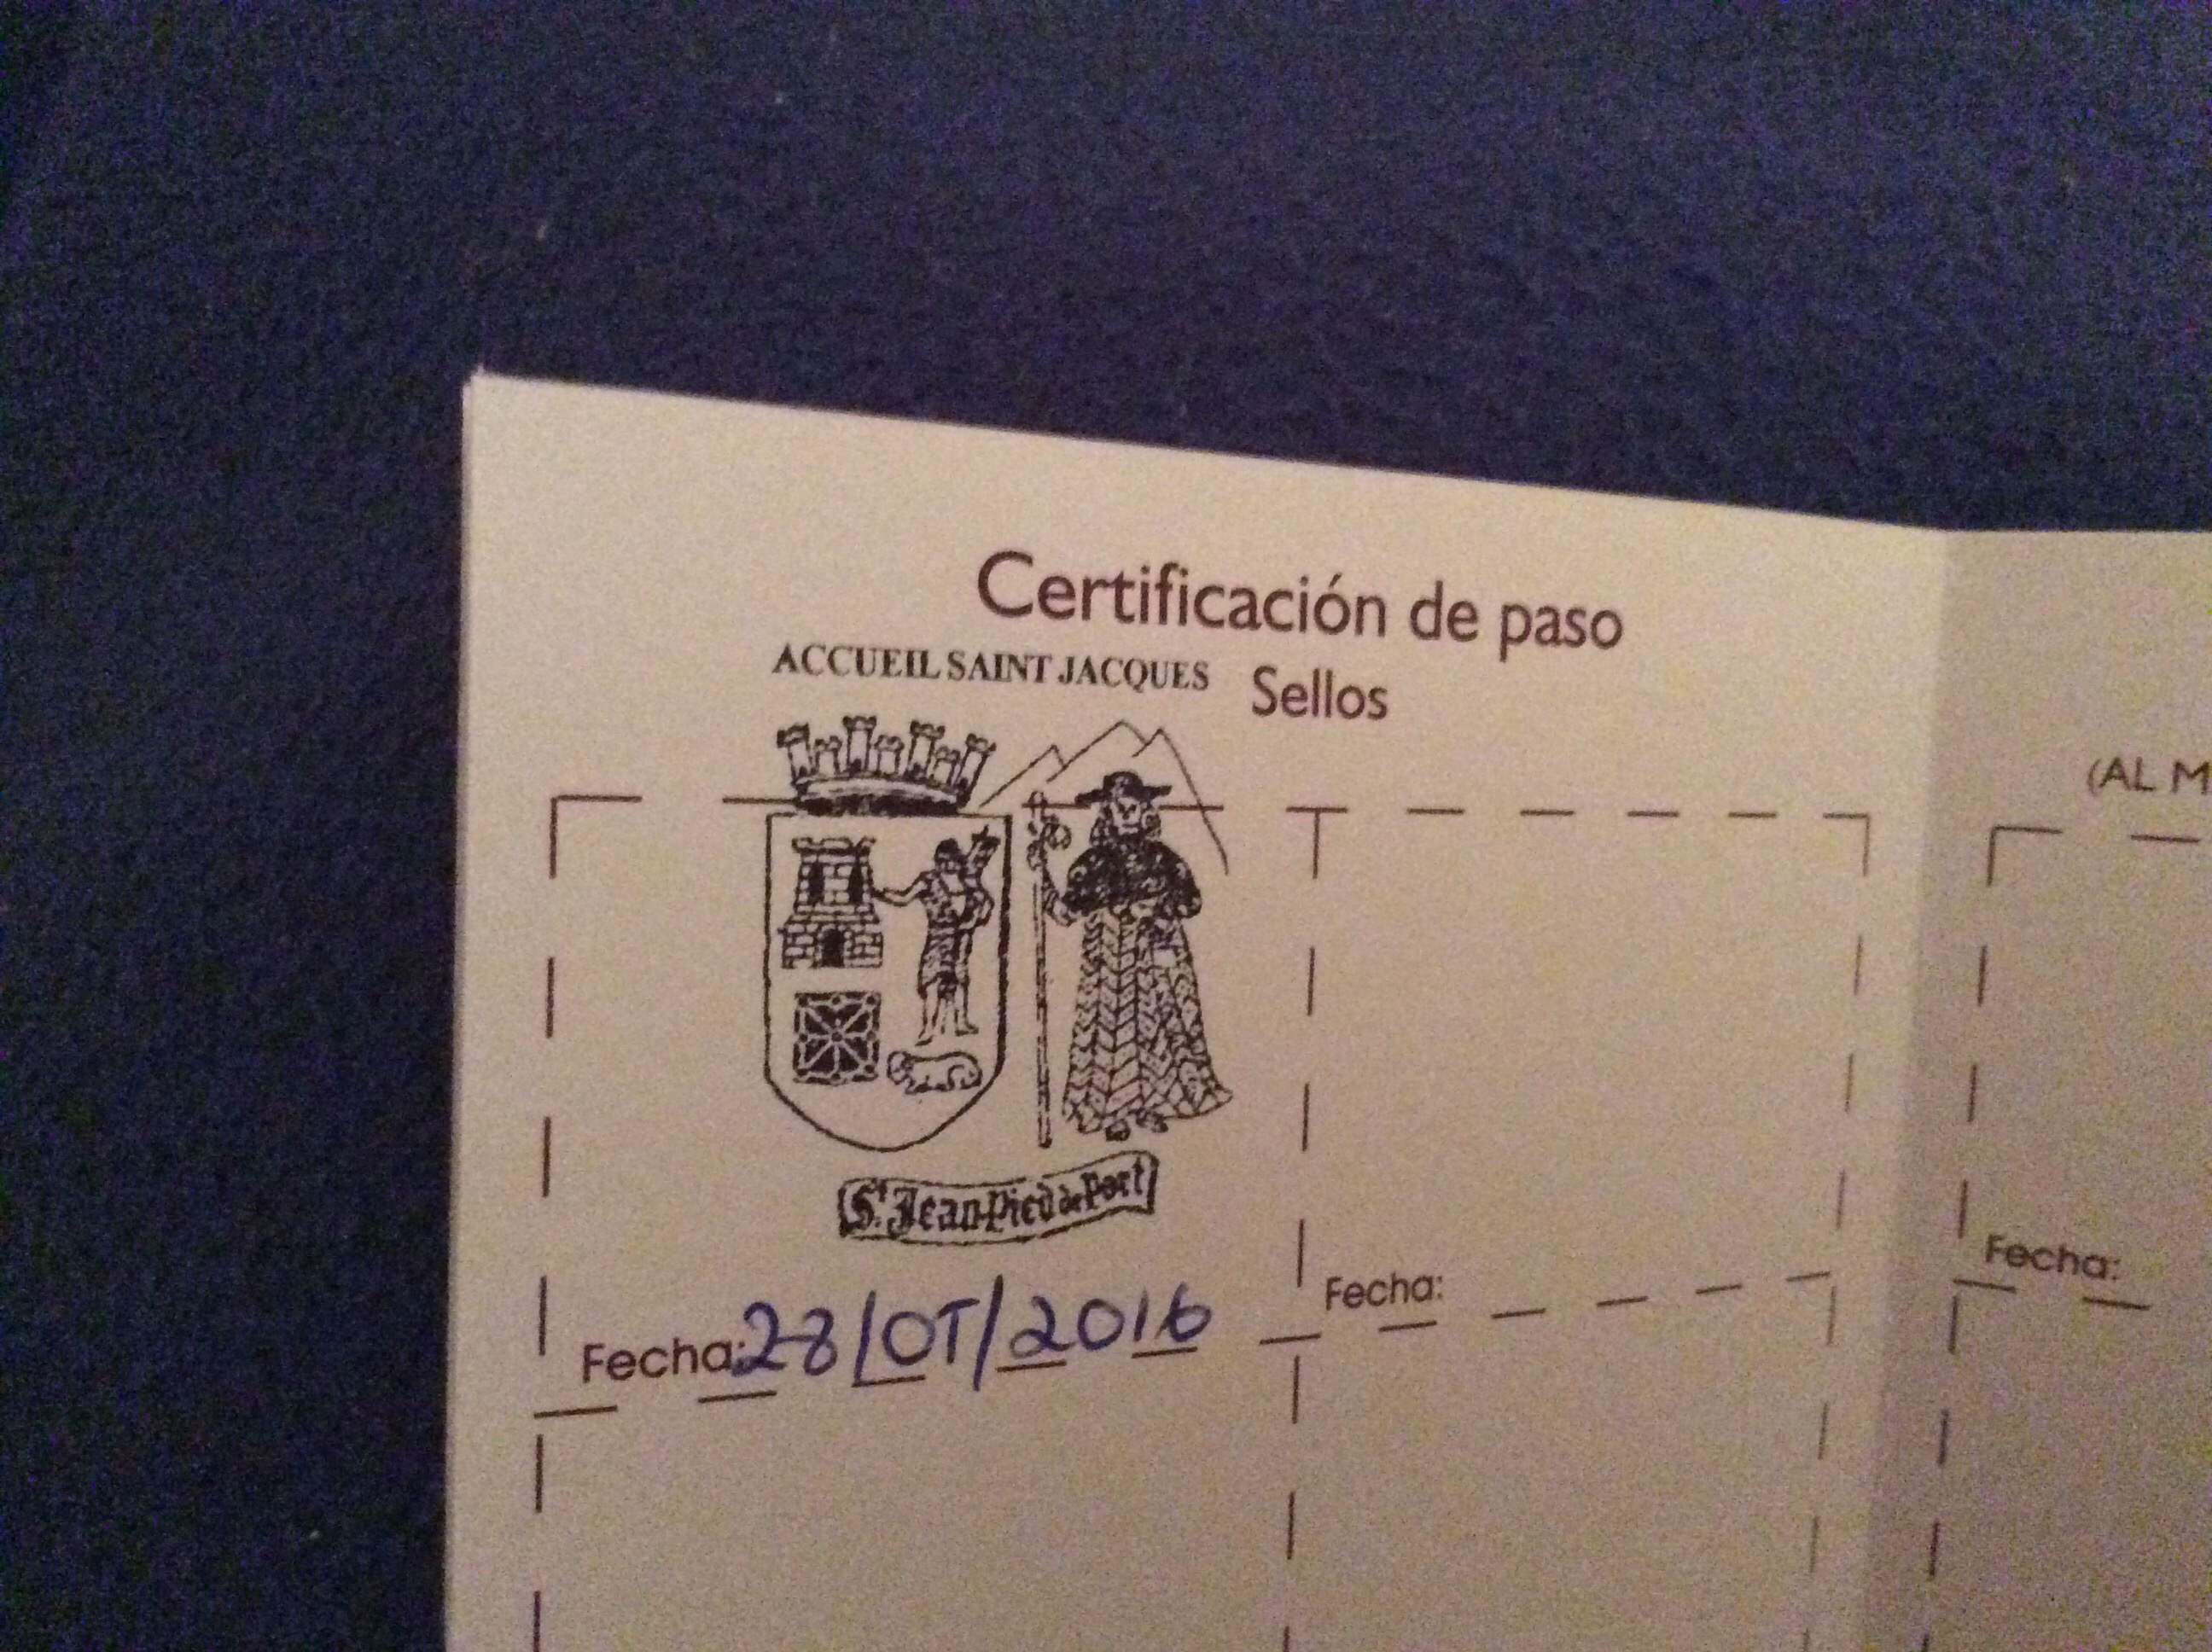 Certificación de paso
ACCUEIL SAINT JACQUES
Sellos
(AL M
St. Jean Pied de Port
Fecha: 28/07/2016
Fecha:
Fecha: